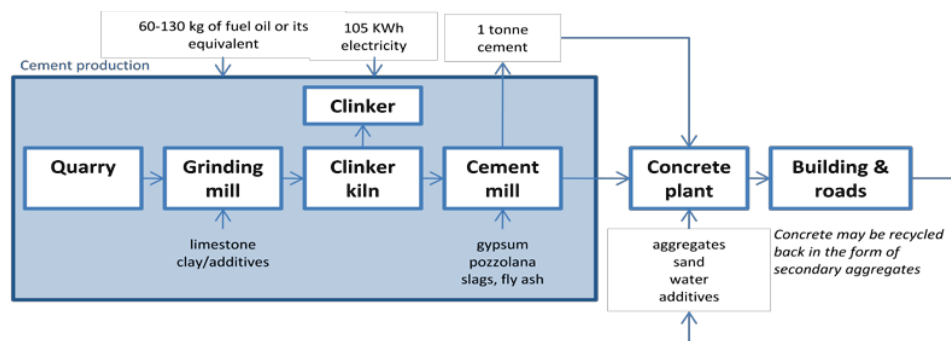 60-130 kg of fuel oil or its
equivalent
105 KWh
electricity
1 tonne
cement
Cement production
Clinker
Quarry
Grinding
mill
Clinker
kiln
Cement
mill
Concrete
plant
Building &
roads
limestone
clay/additives
gypsum
pozzolana
slags, fly ash
aggregates
sand
water
additives
Concrete may be recycled
back in the form of
secondary aggregates